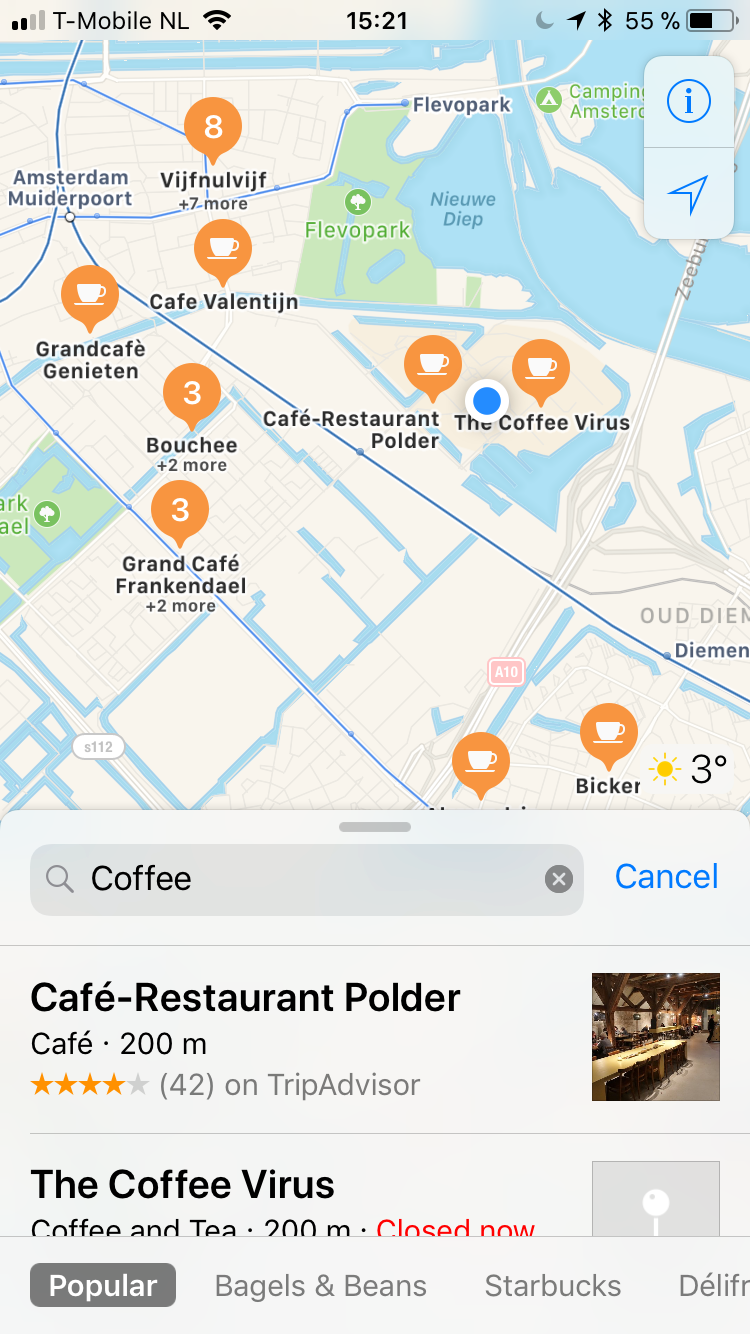 T-Mobile NL 15:21 55 %
Flevopark
Camping
Amsterd
8
Vijfnulvijf
+7 more
Amsterdam
Muiderpoort
Nieuwe
Diep
Flevopark
Zeebur
Cafe Valentijn
Grandcafè
Genieten
3
Bouchee
+2 more
Café-Restaurant
Polder
The Coffee Virus
3
ark
ael
Grand Café
Frankendael
+2 more
OUD DIEM
Diemen
A10
s112
Bicker
3°
Coffee
Cancel
Café-Restaurant Polder
Café · 200 m
(42) on TripAdvisor
The Coffee Virus
Coffee and Tea · 200 m · Closed now
Popular Bagels & Beans Starbucks Délifr